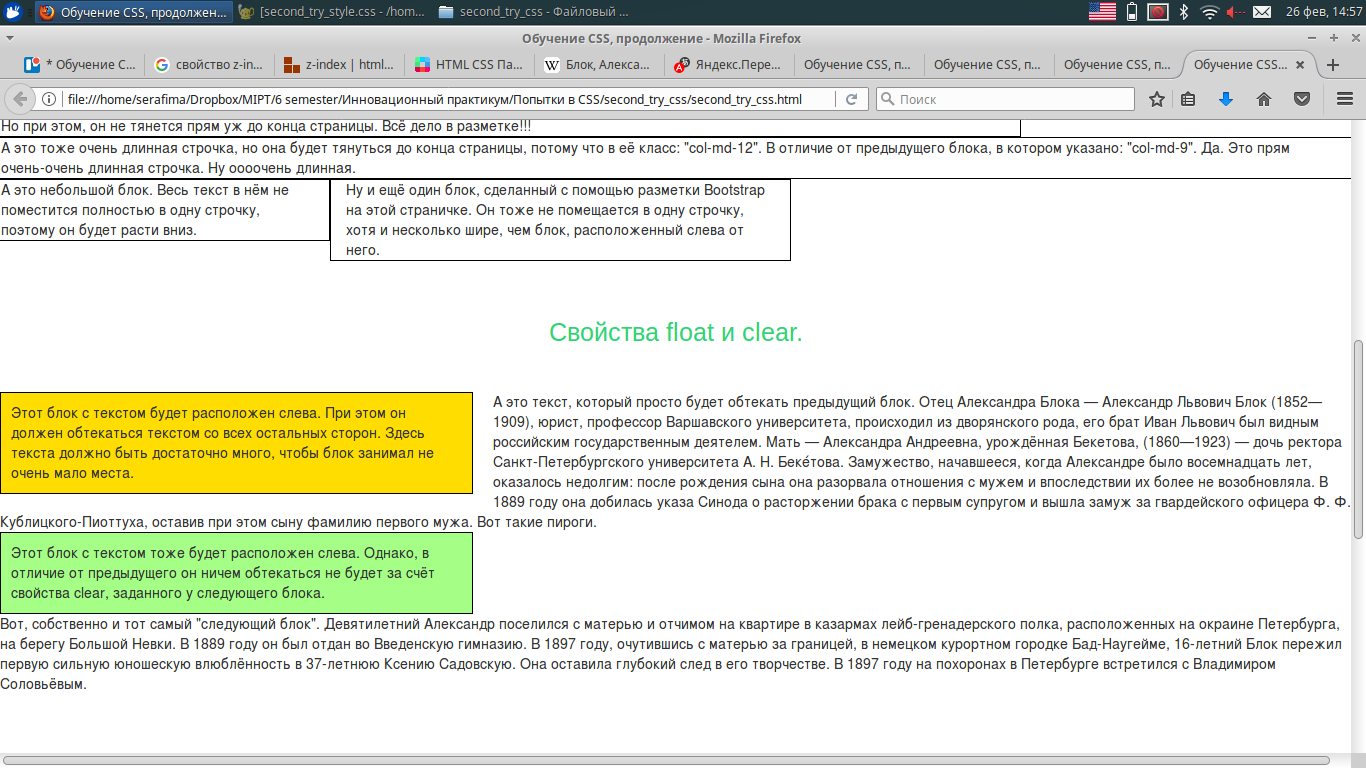 Обучение CSS, продолжен...
[second_try_style.css - /hom...
second_try_css - Файловый ...
26 фев, 14:57
Обучение CSS, продолжение - Mozilla Firefox
* Обучение C...
свойство z-in...
z-index | html...
HTML CSS Па...
Блок, Алекса...
Яндекс.Пере...
Обучение CSS, п...
Обучение CSS, п...
Обучение CSS, п...
Обучение CSS...
file:///home/serafima/Dropbox/MIPT/6 semester/Инновационный практикум/Попытки в CSS/second_try_css/second_try_css.html
Поиск
Но при этом, он не тянется прям уж до конца страницы. Всё дело в разметке!!!
А это тоже очень длинная строчка, но она будет тянуться до конца страницы, потому что в её класс: "col-md-12". В отличие от предыдущего блока, в котором указано: "col-md-9". Да. Это прям
очень-очень длинная строчка. Ну оооочень длинная.
А это небольшой блок. Весь текст в нём не
поместится полностью в одну строчку,
поэтому он будет расти вниз.
Ну и ещё один блок, сделанный с помощью разметки Bootstrap
на этой страничке. Он тоже не помещается в одну строчку,
хотя и несколько шире, чем блок, расположенный слева от
него.
Свойства float и clear.
Этот блок с текстом будет расположен слева. При этом он
должен обтекаться текстом со всех остальных сторон. Здесь
текста должно быть достаточно много, чтобы блок занимал не
очень мало места.
А это текст, который просто будет обтекать предыдущий блок. Отец Александра Блока — Александр Львович Блок (1852—
1909), юрист, профессор Варшавского университета, происходил из дворянского рода, его брат Иван Львович был видным
российским государственным деятелем. Мать — Александра Андреевна, урождённая Бекетова, (1860—1923) — дочь ректора
Санкт-Петербургского университета А. Н. Беке́това. Замужество, начавшееся, когда Александре было восемнадцать лет,
оказалось недолгим: после рождения сына она разорвала отношения с мужем и впоследствии их более не возобновляла. В
1889 году она добилась указа Синода о расторжении брака с первым супругом и вышла замуж за гвардейского офицера Ф. Ф.
Кублицкого-Пиоттуха, оставив при этом сыну фамилию первого мужа. Вот такие пироги.
Этот блок с текстом тоже будет расположен слева. Однако, в
отличие от предыдущего он ничем обтекаться не будет за счёт
свойства clear, заданного у следующего блока.
Вот, собственно и тот самый "следующий блок". Девятилетний Александр поселился с матерью и отчимом на квартире в казармах лейб-гренадерского полка, расположенных на окраине Петербурга,
на берегу Большой Невки. В 1889 году он был отдан во Введенскую гимназию. В 1897 году, очутившись с матерью за границей, в немецком курортном городке Бад-Наугейме, 16-летний Блок пережил
первую сильную юношескую влюблённость в 37-летнюю Ксению Садовскую. Она оставила глубокий след в его творчестве. В 1897 году на похоронах в Петербурге встретился с Владимиром
Соловьёвым.